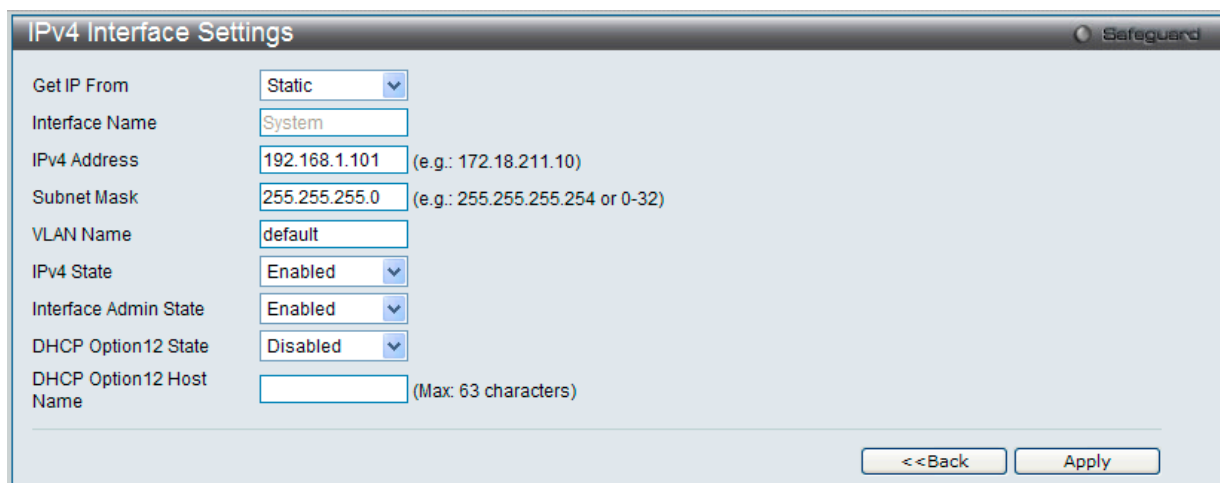 IPv4 Interface Settings
Safeguard
Get IP From Static
Interface Name System
IPv4 Address 192.168.1.101 (e.g.: 172.18.211.10)
Subnet Mask 255.255.255.0 (e.g.: 255.255.255.254 or 0-32)
VLAN Name default
IPv4 State Enabled
Interface Admin State Enabled
DHCP Option12 State Disabled
DHCP Option12 Host
Name
(Max: 63 characters)
<<Back Apply